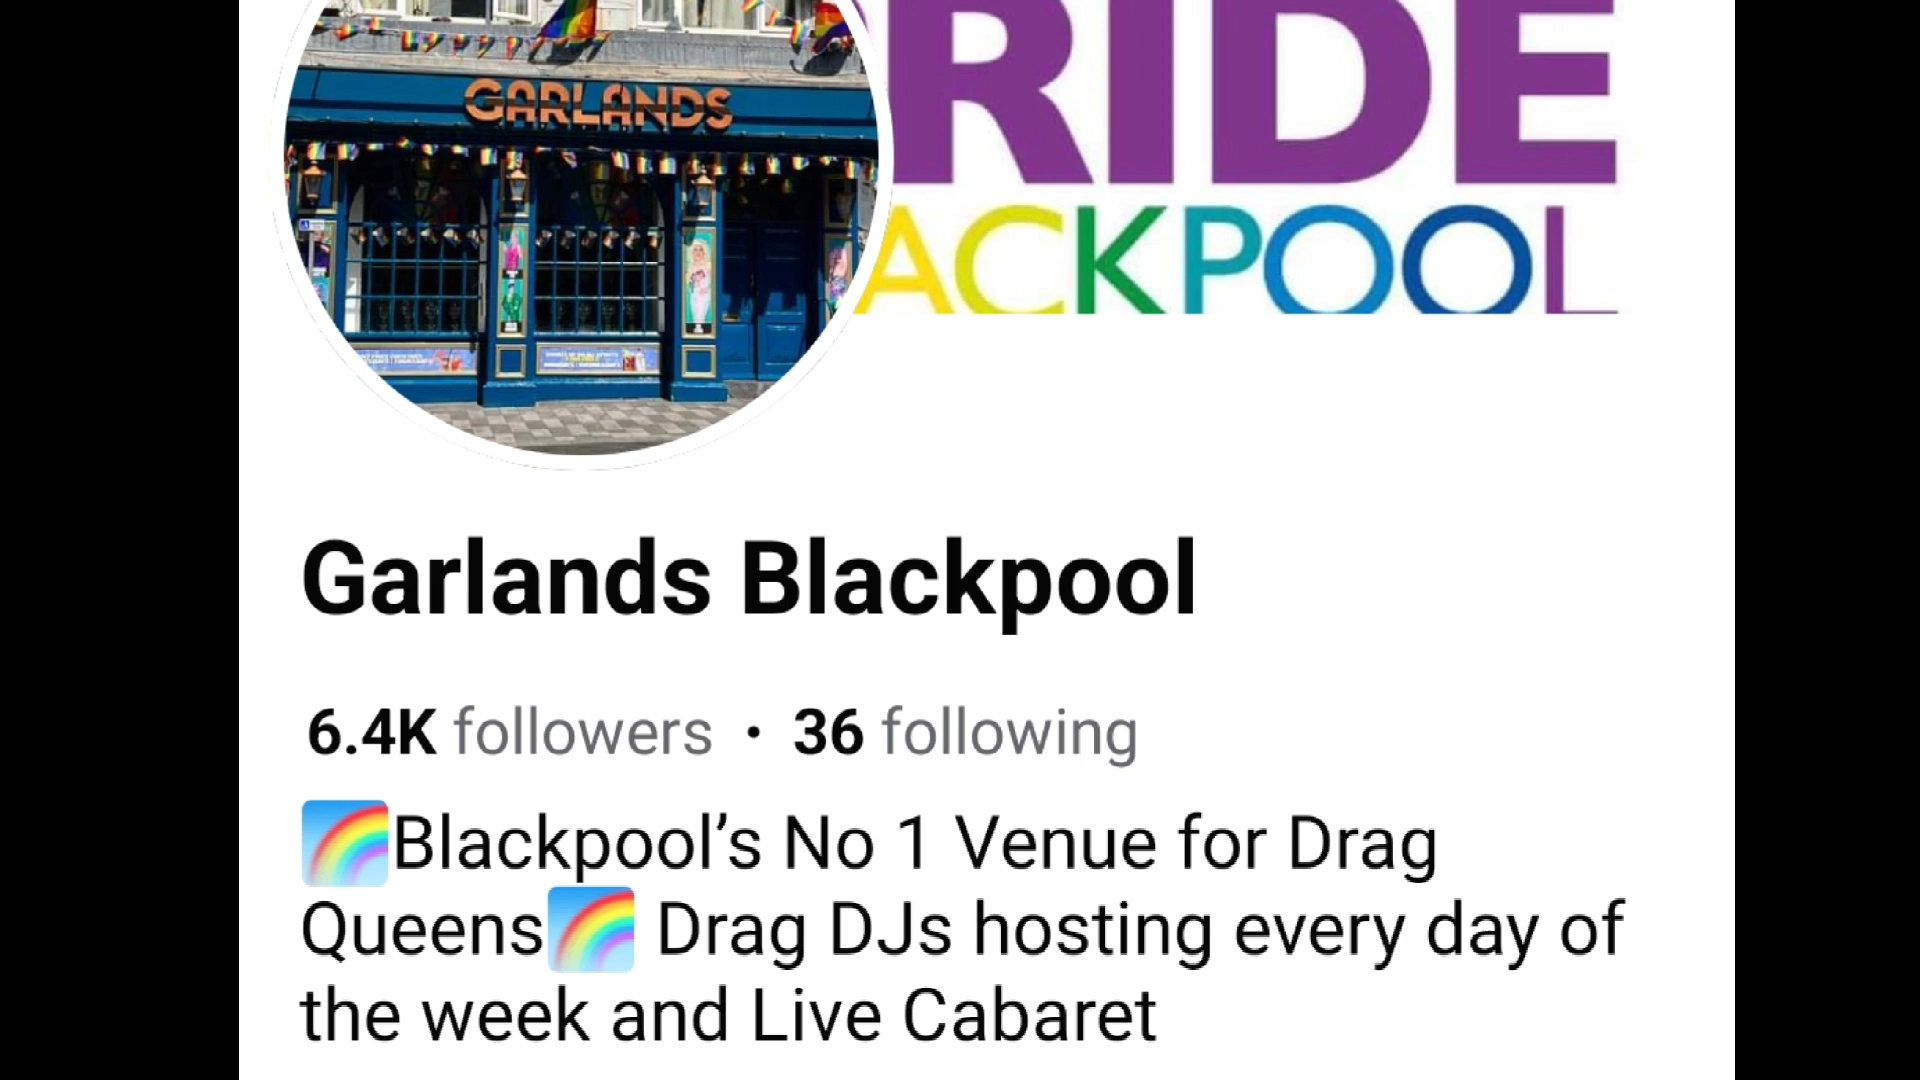 RIDE
ACKPOOL
GARLANDS
Garlands Blackpool
6.4K followers · 36 following
🌈Blackpool’s No 1 Venue for Drag
Queens🌈 Drag DJs hosting every day of
the week and Live Cabaret